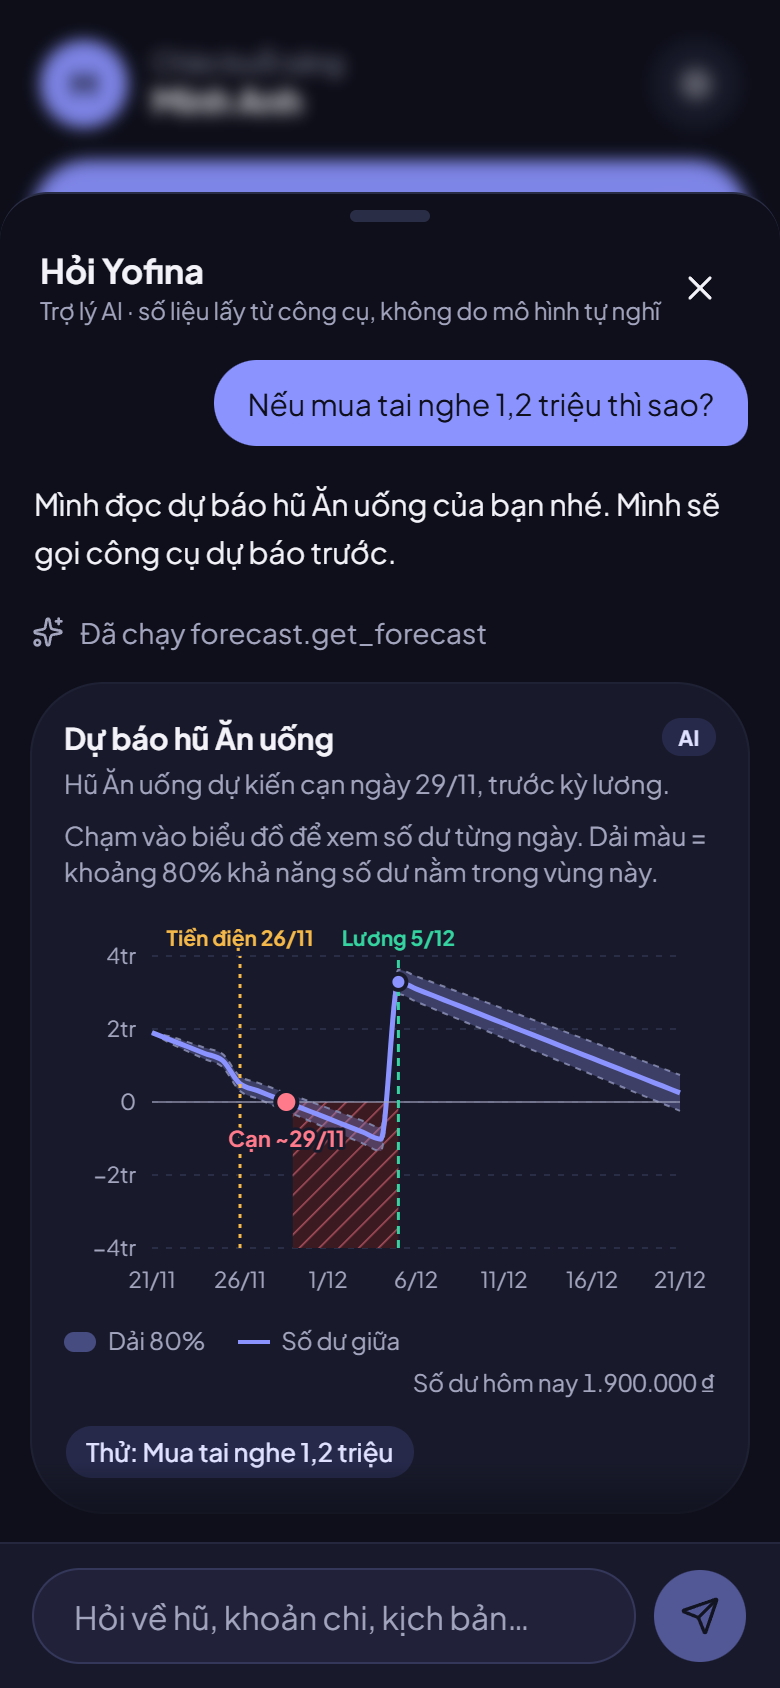 Minh Anh
Hỏi Yofina
Trợ lý AI · số liệu lấy từ công cụ, không do mô hình tự nghĩ
Nếu mua tai nghe 1,2 triệu thì sao?
Mình đọc dự báo hũ Ăn uống của bạn nhé. Mình sẽ
gọi công cụ dự báo trước.
Đã chạy forecast.get_forecast
Dự báo hũ Ăn uống
AI
Hũ Ăn uống dự kiến cạn ngày 29/11, trước kỳ lương.
Chạm vào biểu đồ để xem số dư từng ngày. Dải màu =
khoảng 80% khả năng số dư nằm trong vùng này.
Tiền điện 26/11 Lương 5/12
4tr
2tr
0
Cạn ~29/11
−2tr
−4tr
21/11 26/11 1/12 6/12 11/12 16/12 21/12
Dải 80% Số dư giữa
Số dư hôm nay 1.900.000 ₫
Thử: Mua tai nghe 1,2 triệu
Hỏi về hũ, khoản chi, kịch bản...